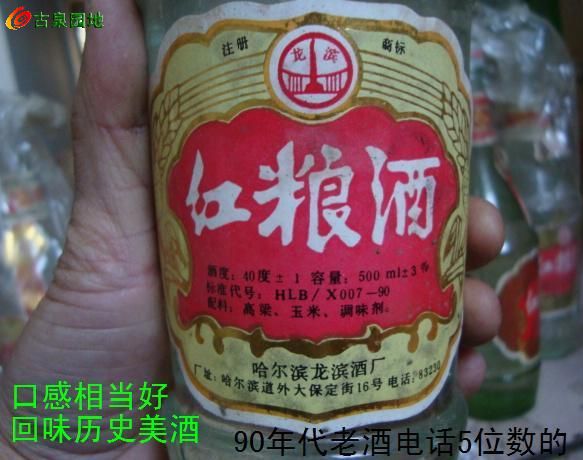 古泉园地
注册 商标
龙滨
红粮酒
酒度：40度±1 容量：500 ml±3%
标准代号：HLB/X007-90
配料：高梁、玉米、调味剂。
哈尔滨龙滨酒厂
厂址：哈尔滨道外大保定街16号 电话：83230
口感相当好
回味历史美酒
90年代老酒电话5位数的